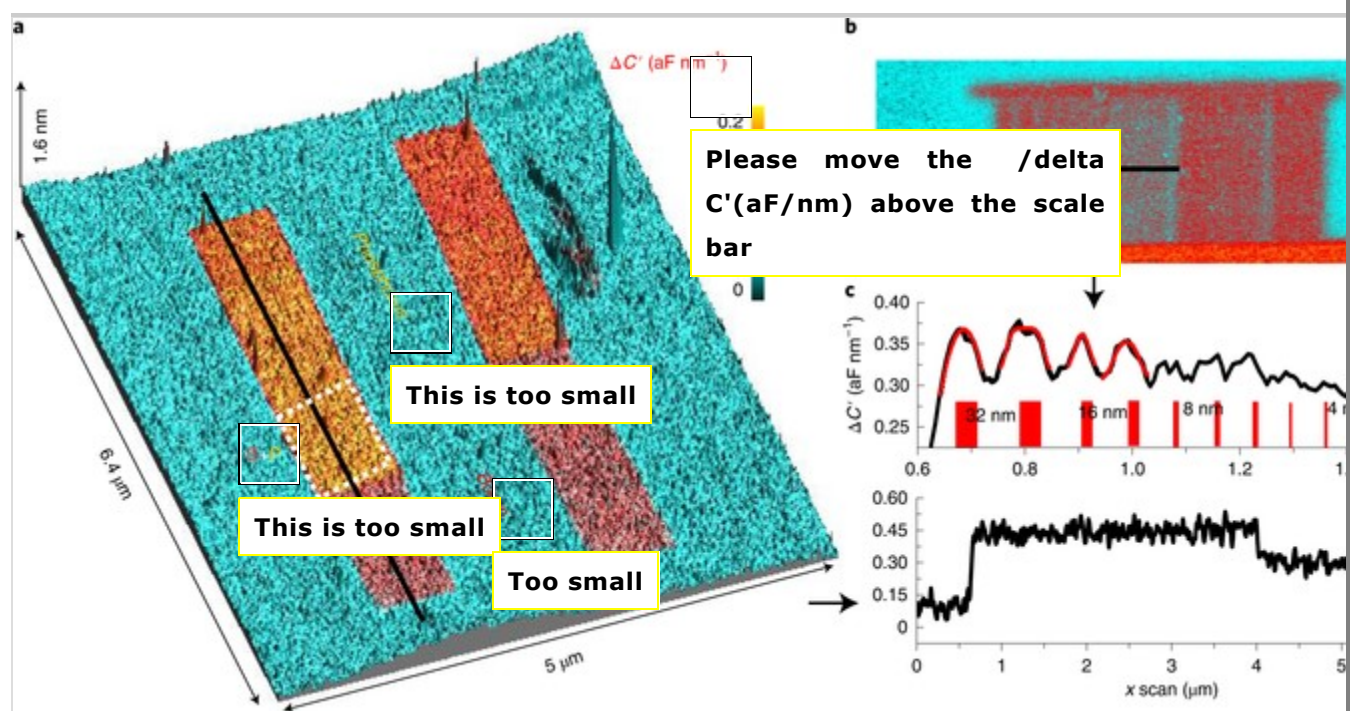 a
b
ΔC' (aF nm⁻¹)
1.6 nm
0.2
Please move the /delta
C'(aF/nm) above the scale
bar
0
c
0.40
0.35
0.30
0.25
ΔC' (aF nm⁻¹)
32 nm
16 nm
8 nm
0.6
0.8
1.0
1.2
This is too small
This is too small
Too small
6.4 μm
5 μm
0.60
0.45
0.30
0.15
0
0
1
2
3
4
5
x scan (μm)